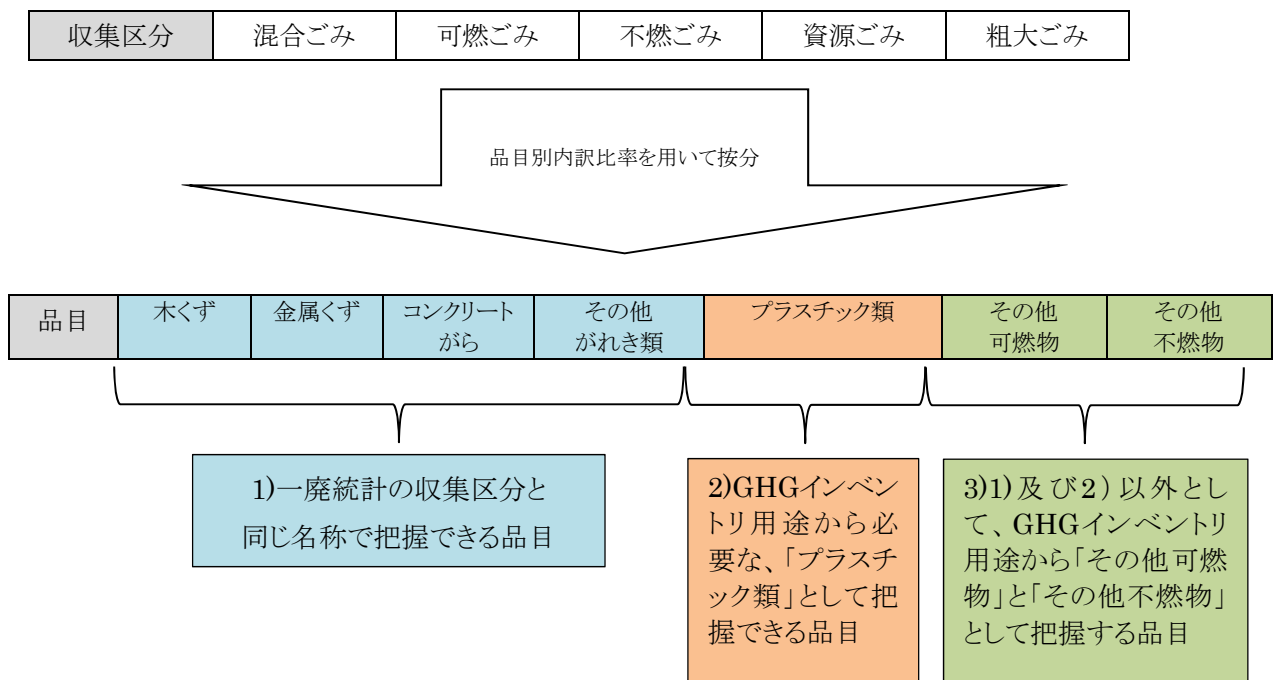 収集区分 混合ごみ 可燃ごみ 不燃ごみ 資源ごみ 粗大ごみ
品目別内訳比率を用いて按分
品目 木くず 金属くず コンクリート その他 プラスチック類 その他 その他
がら がれき類 可燃物 不燃物
1)一廃統計の収集区分と
同じ名称で把握できる品目
2)GHGインベン
トリ用途から必
要な、「プラスチ
ック類」として把
握できる品目
3)1)及び2)以外とし
て、GHGインベントリ
用途から「その他可燃
物」と「その他不燃物」
として把握する品目